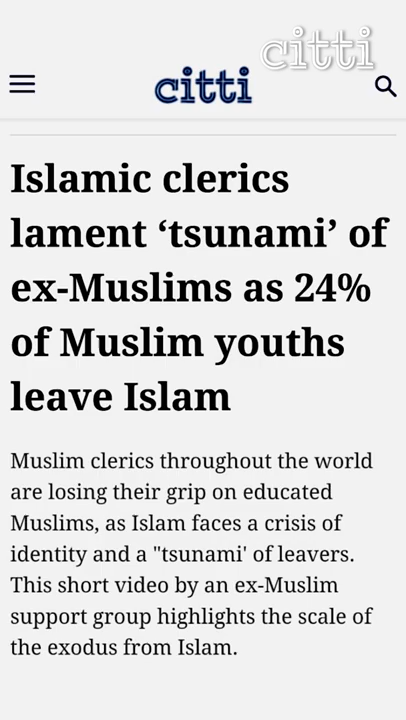 citti
citti
Islamic clerics
lament ‘tsunami’ of
ex-Muslims as 24%
of Muslim youths
leave Islam
Muslim clerics throughout the world
are losing their grip on educated
Muslims, as Islam faces a crisis of
identity and a "tsunami' of leavers.
This short video by an ex-Muslim
support group highlights the scale of
the exodus from Islam.